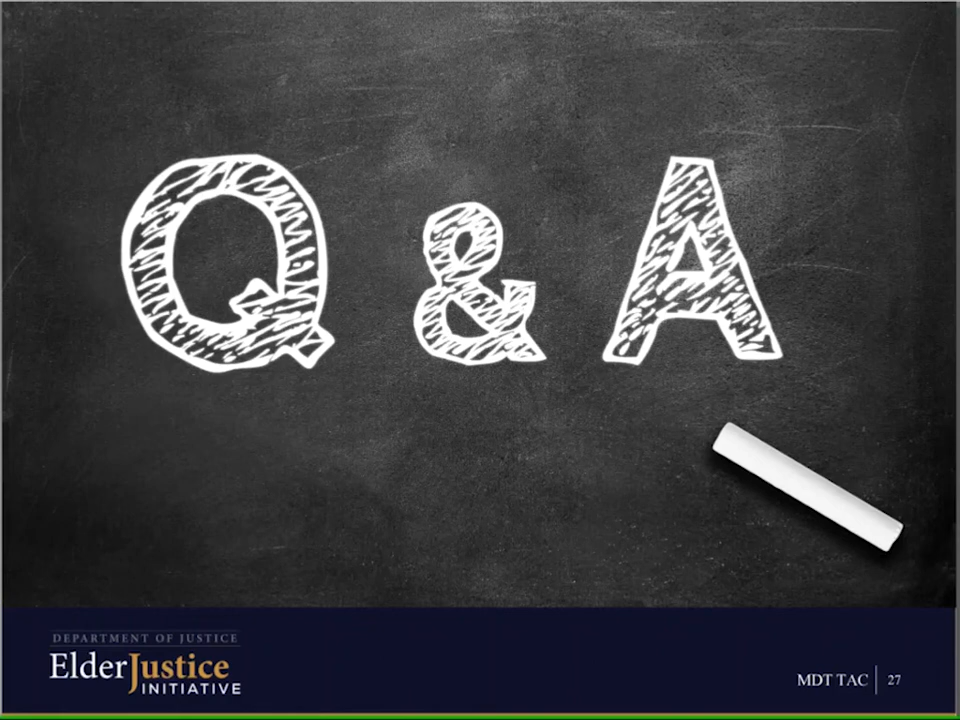 Q & A
DEPARTMENT OF JUSTICE
ElderJustice
INITIATIVE
MDT TAC 27